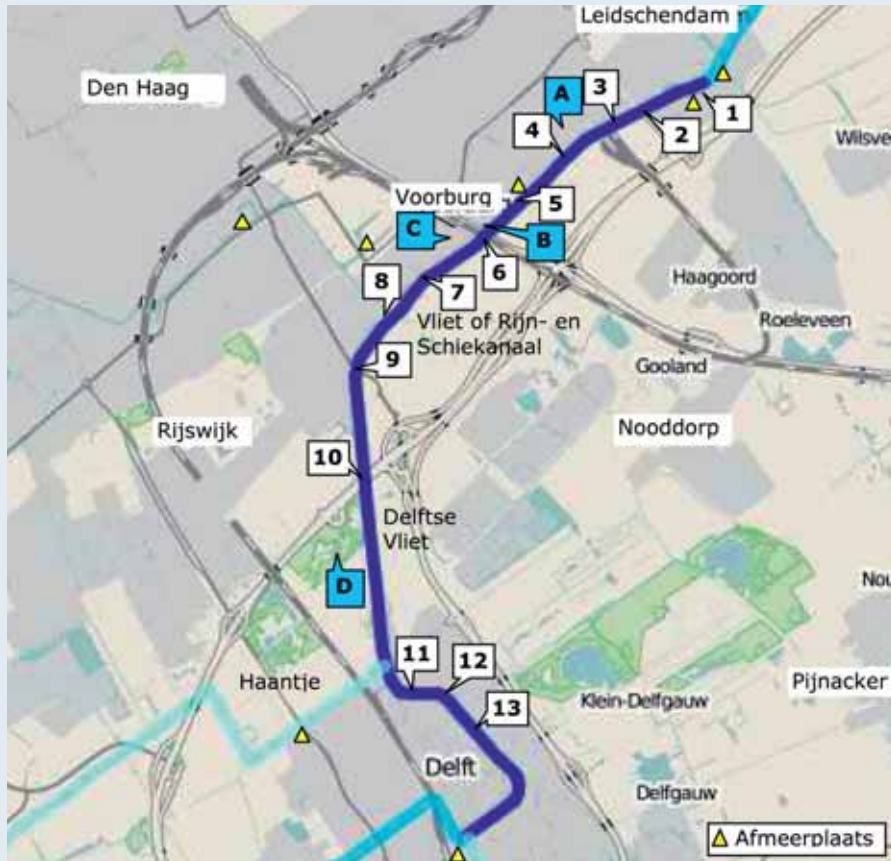 Leidschendam
Den Haag
A
3
1
2
4
Wilsve
Voorburg
5
C
B
6
7
8
Haagoord
Vliet of Rijn- en
Schiekanaal
Roeleveen
9
Gooland
Rijswijk
Nooddorp
10
Delftse
Vliet
D
Nou
11
12
Haantje
Klein-Delfgauw
Pijnacker
13
Delft
Delfgauw
Afmeerplaats